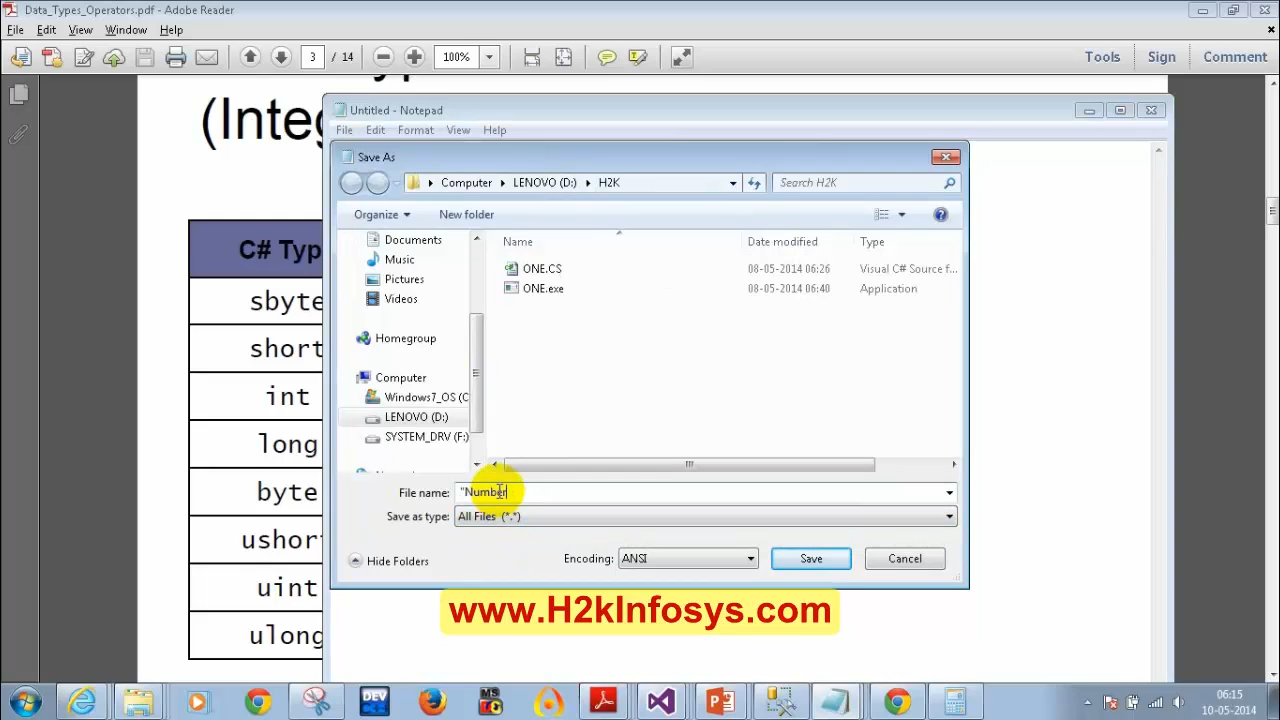 Data_Types_Operators.pdf - Adobe Reader
File Edit View Window Help
3 / 14 100% Tools Sign Comment
(Integ
C# Typ
sbyte
short
int
long
byte
ushort
uint
ulong
Untitled - Notepad
File Edit Format View Help
Save As
Computer LENOVO (D:) H2K Search H2K
Organize New folder
Documents
Music
Pictures
Videos
Homegroup
Computer
Windows7_OS (C
LENOVO (D:)
SYSTEM_DRV (F:)
Name Date modified Type
ONE.CS 08-05-2014 06:26 Visual C# Source f...
ONE.exe 08-05-2014 06:40 Application
File name: "Number
Save as type: All Files (*.*)
Hide Folders Encoding: ANSI Save Cancel
www.H2kInfosys.com
DEV MS
06:15
10-05-2014